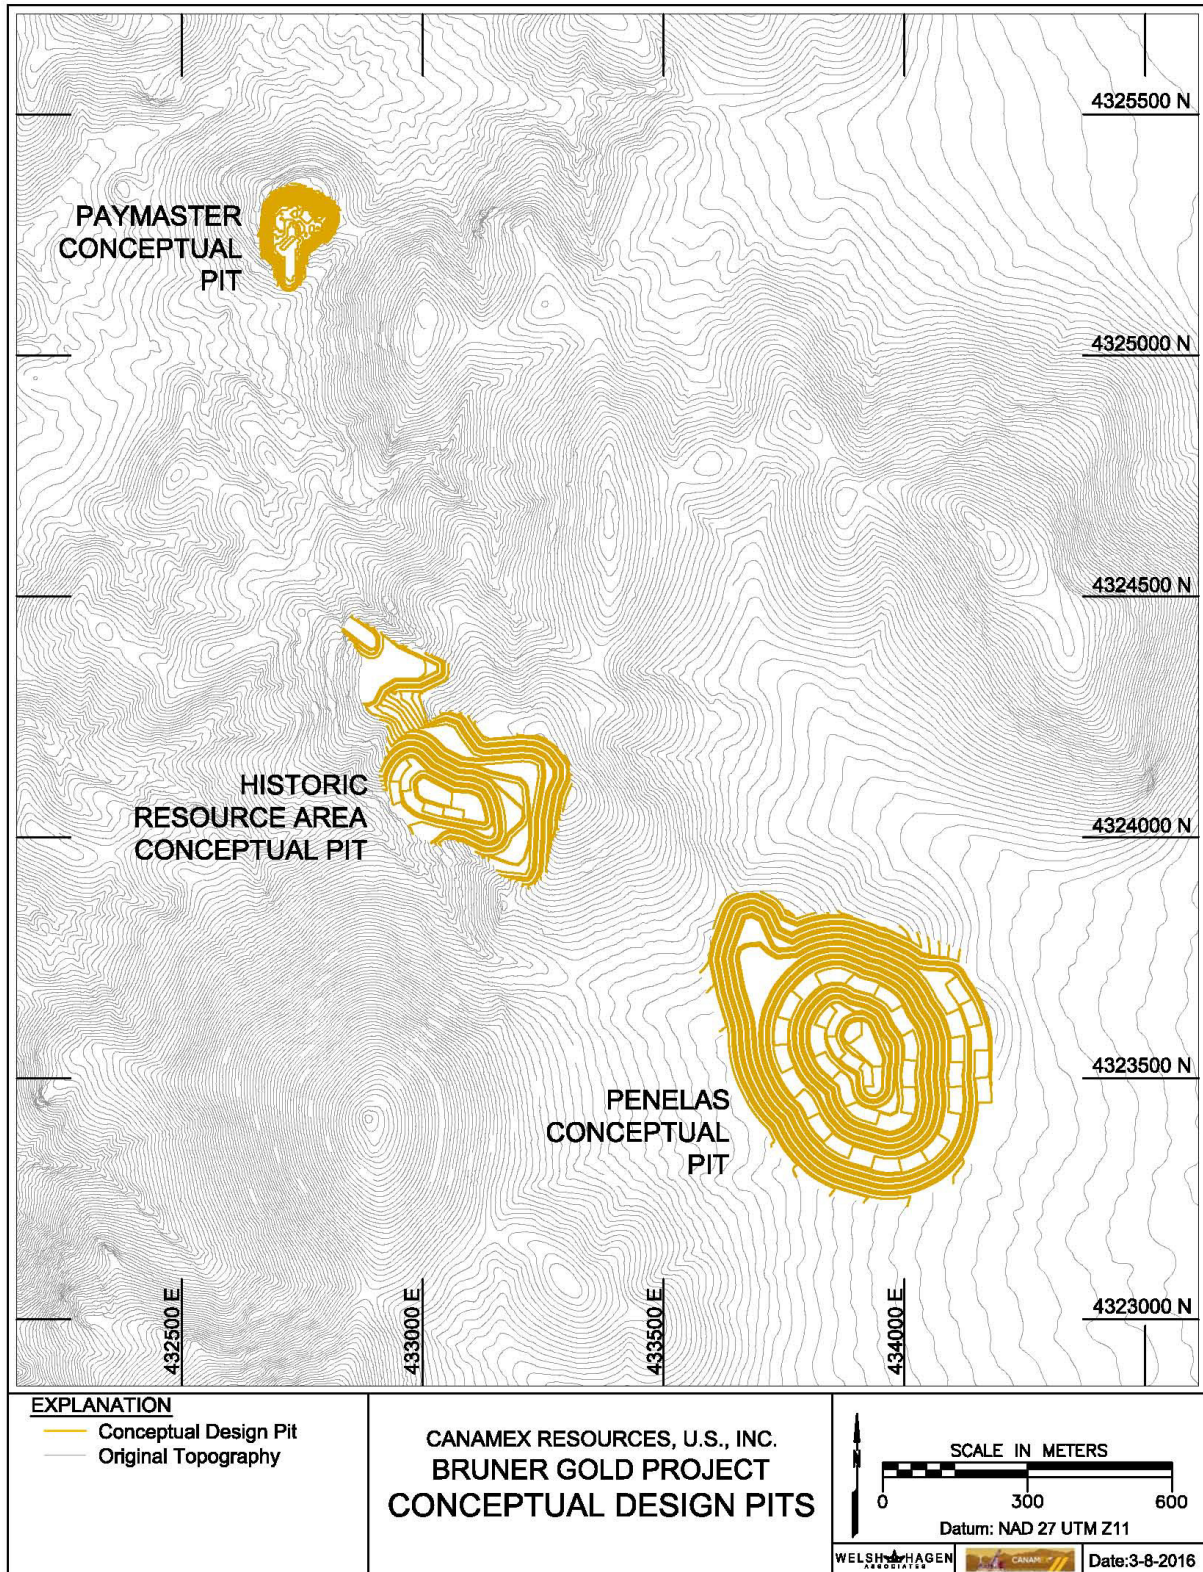 4325500 N
PAYMASTER
CONCEPTUAL
PIT
4325000 N
4324500 N
HISTORIC
RESOURCE AREA
CONCEPTUAL PIT
4324000 N
4323500 N
PENELAS
CONCEPTUAL
PIT
4323000 N
432500 E
433000 E
433500 E
434000 E
EXPLANATION
Conceptual Design Pit
Original Topography
CANAMEX RESOURCES, U.S., INC.
BRUNER GOLD PROJECT
CONCEPTUAL DESIGN PITS
N
SCALE IN METERS
0 300 600
Datum: NAD 27 UTM Z11
WELSH HAGEN
ASSOCIATES
Date:3-8-2016